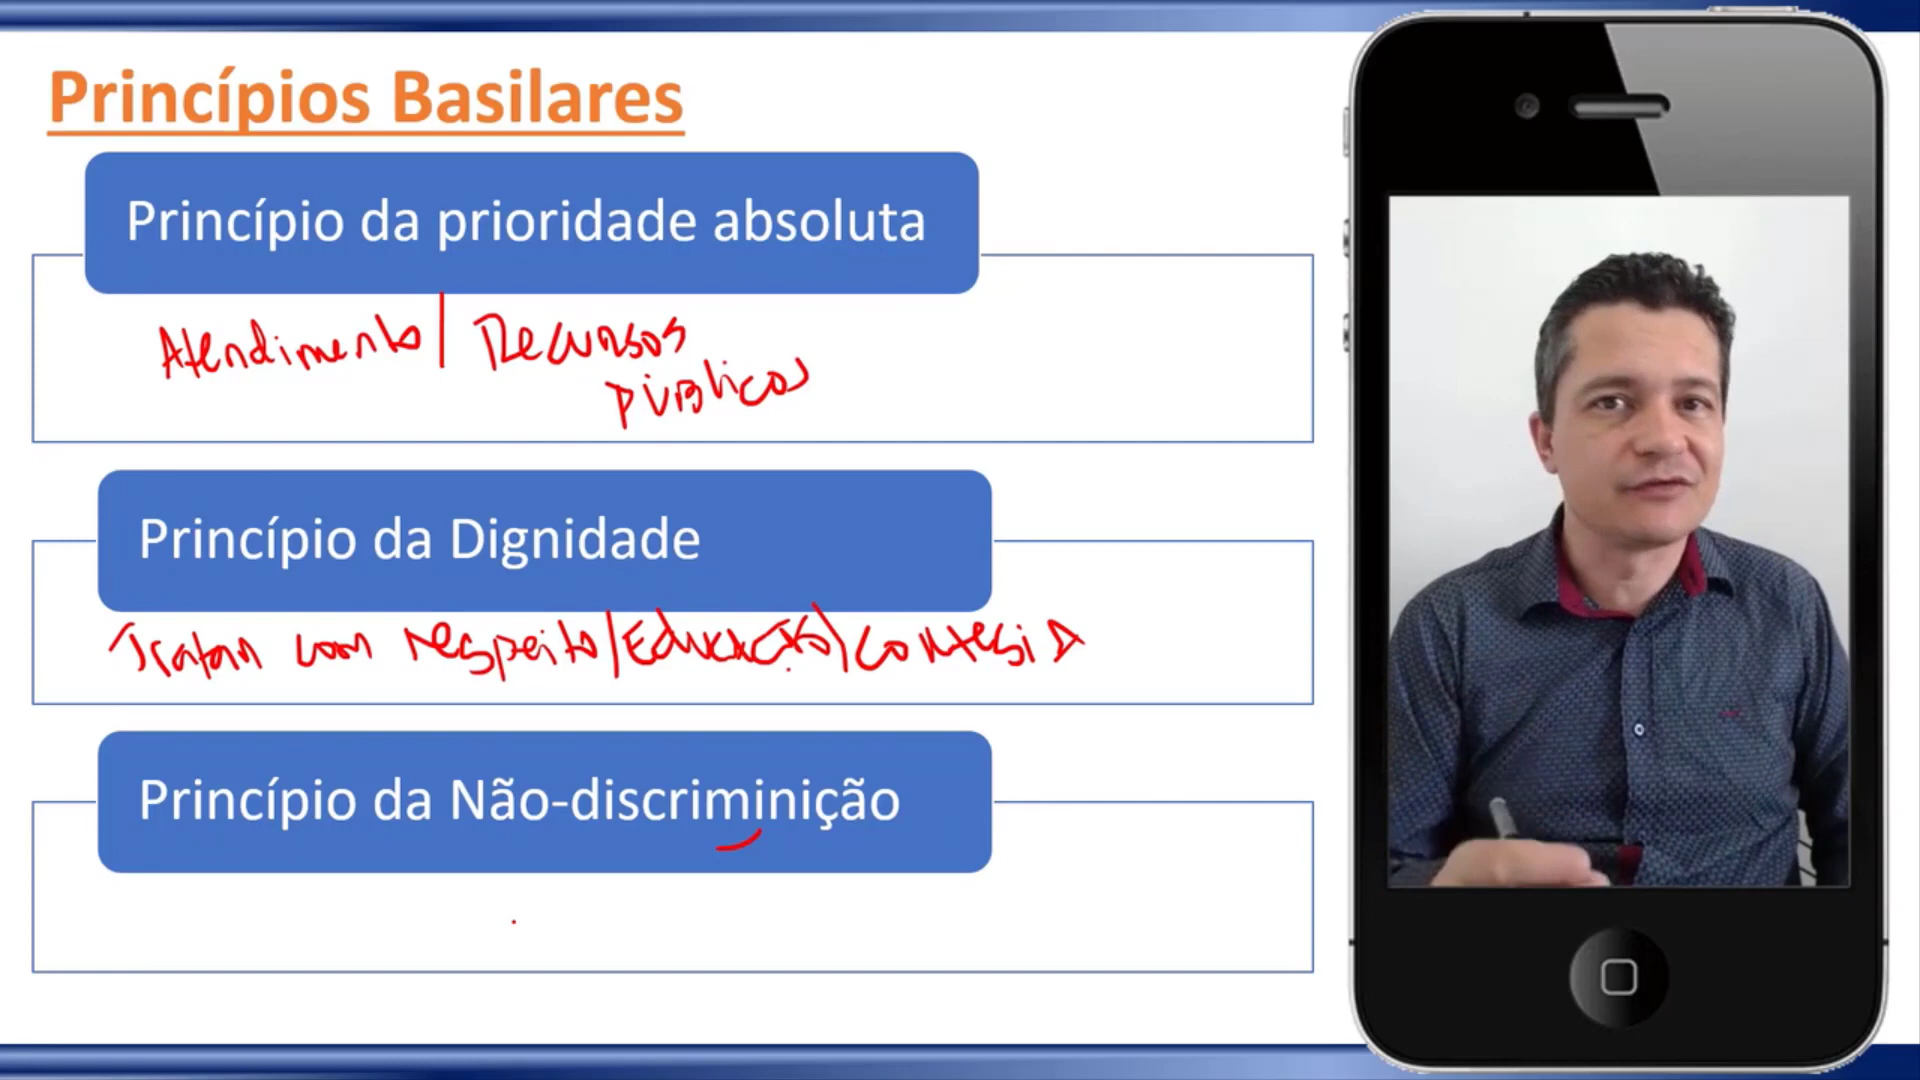 Princípios Basilares
Princípio da prioridade absoluta
Atendimento / Recursos
públicos
Princípio da Dignidade
Tratar com respeito / Educação / cortesia
Princípio da Não-discriminição